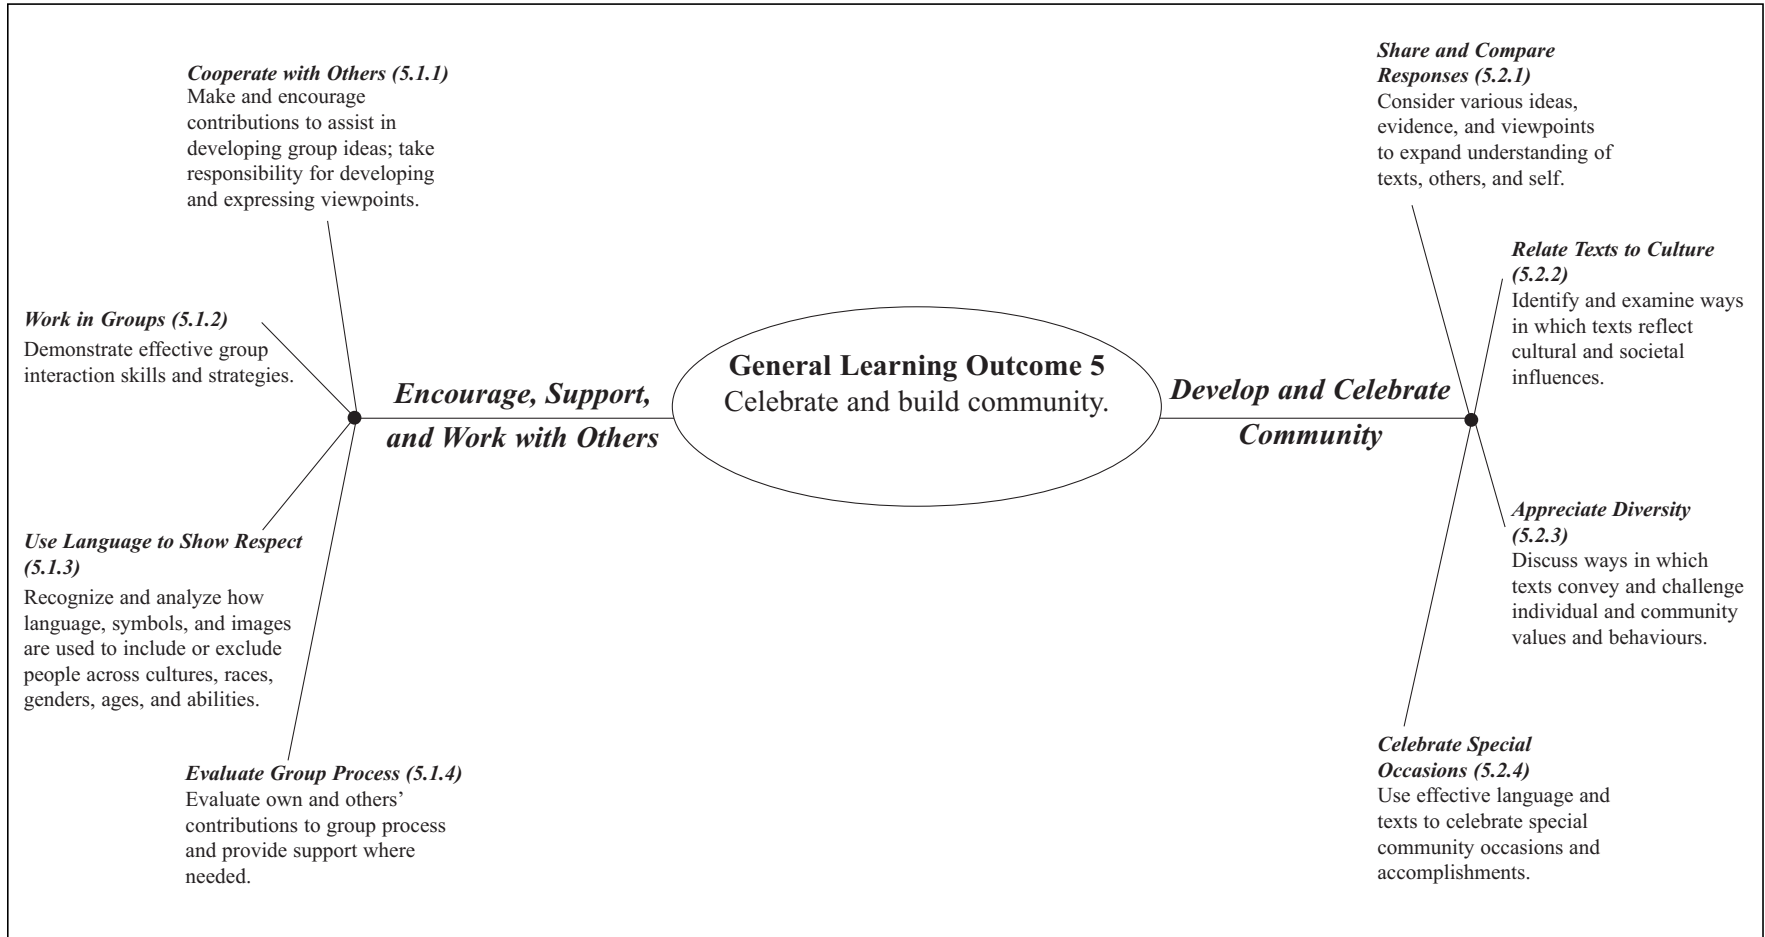 Cooperate with Others (5.1.1)
Make and encourage
contributions to assist in
developing group ideas; take
responsibility for developing
and expressing viewpoints.
Work in Groups (5.1.2)
Demonstrate effective group
interaction skills and strategies.
Encourage, Support,
and Work with Others
Use Language to Show Respect
(5.1.3)
Recognize and analyze how
language, symbols, and images
are used to include or exclude
people across cultures, races,
genders, ages, and abilities.
Evaluate Group Process (5.1.4)
Evaluate own and others’
contributions to group process
and provide support where
needed.
General Learning Outcome 5
Celebrate and build community.
Develop and Celebrate
Community
Share and Compare
Responses (5.2.1)
Consider various ideas,
evidence, and viewpoints
to expand understanding of
texts, others, and self.
Relate Texts to Culture
(5.2.2)
Identify and examine ways
in which texts reflect
cultural and societal
influences.
Appreciate Diversity
(5.2.3)
Discuss ways in which
texts convey and challenge
individual and community
values and behaviours.
Celebrate Special
Occasions (5.2.4)
Use effective language and
texts to celebrate special
community occasions and
accomplishments.